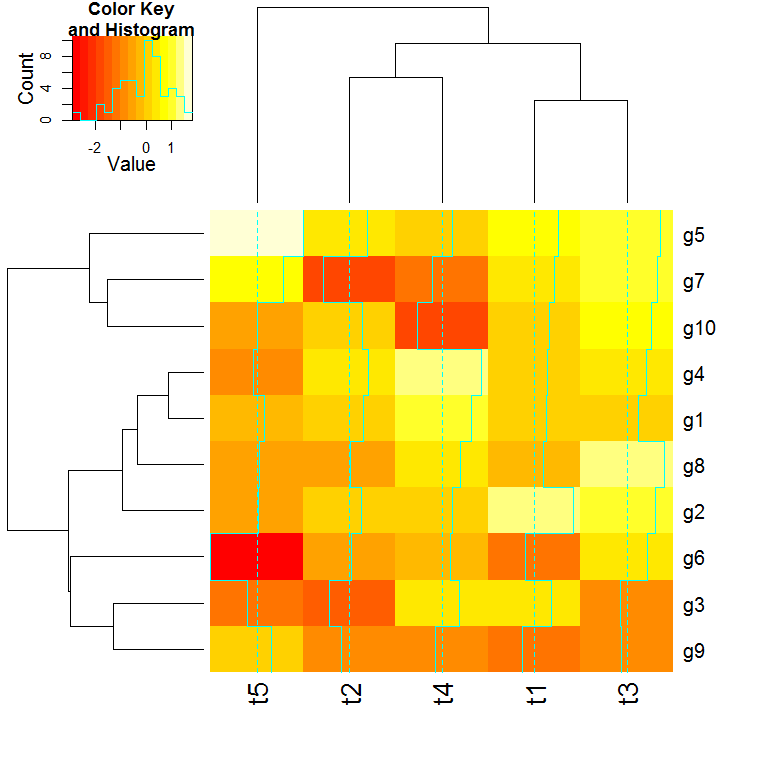 Color Key
and Histogram
Count
0 4 8
-2 0 1
Value
g5
g7
g10
g4
g1
g8
g2
g6
g3
g9
t5 t2 t4 t1 t3